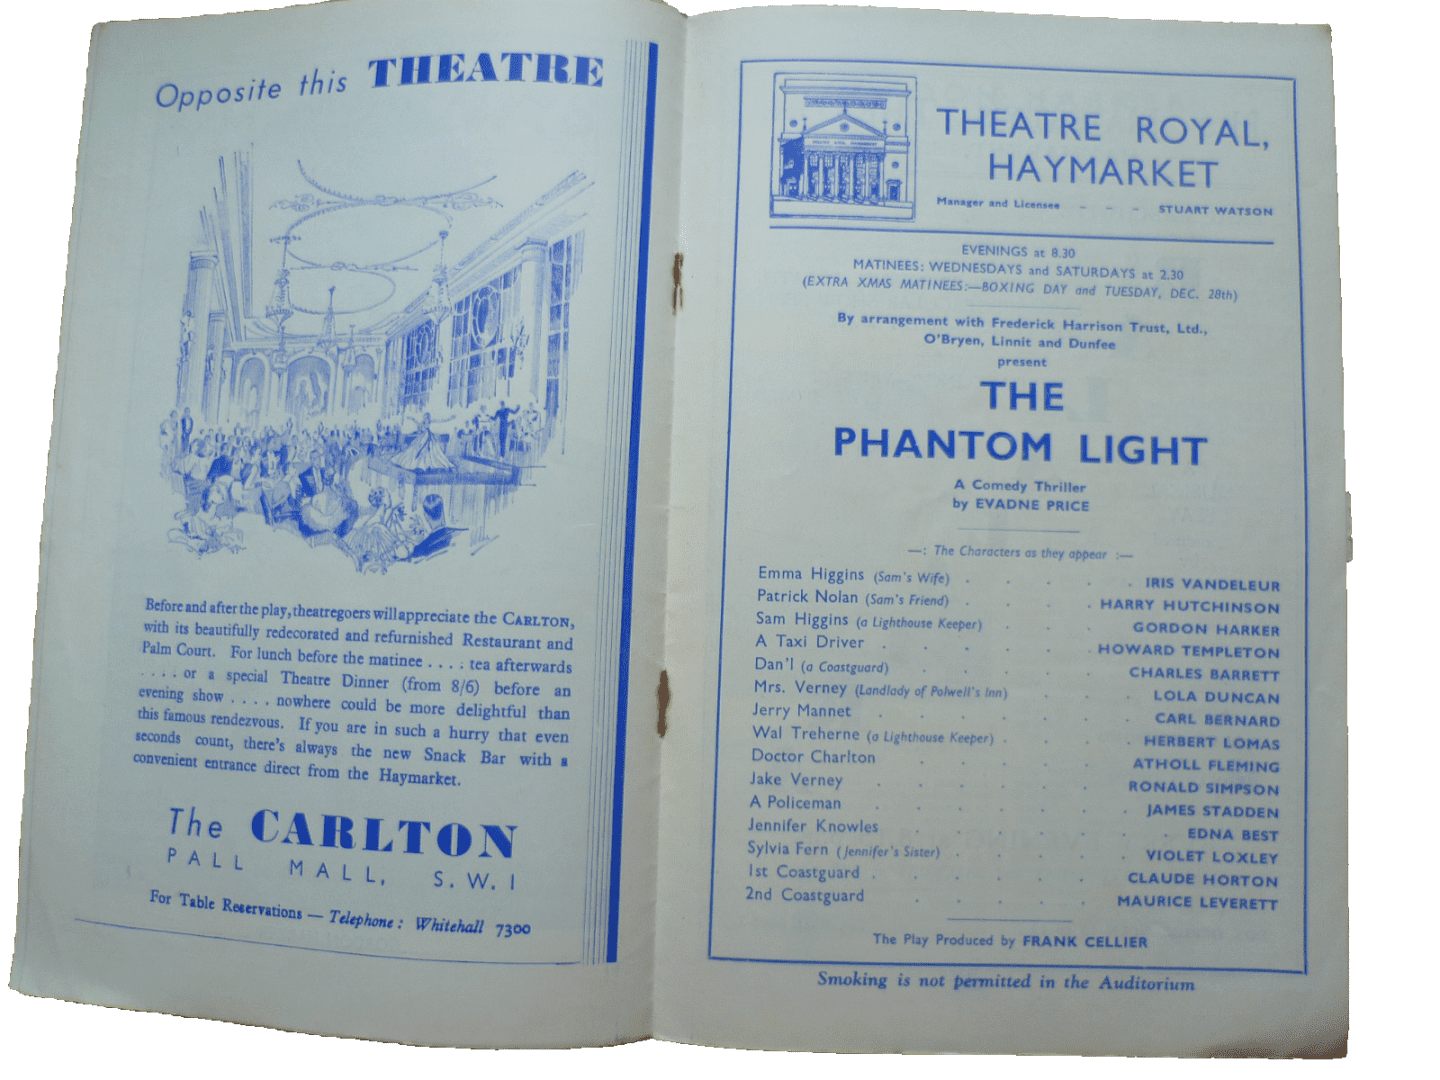 Opposite this THEATRE
Before and after the play, theatregoers will appreciate the CARLTON,
with its beautifully redecorated and refurnished Restaurant and
Palm Court. For lunch before the matinee . . . . tea afterwards
. . . . or a special Theatre Dinner (from 8/6) before an
evening show . . . . nowhere could be more delightful than
this famous rendezvous. If you are in such a hurry that even
seconds count, there's always the new Snack Bar with a
convenient entrance direct from the Haymarket.
The CARLTON
PALL MALL, S.W.1
For Table Reservations — Telephone: Whitehall 7300
THEATRE ROYAL HAYMARKET
THEATRE ROYAL,
HAYMARKET
Manager and Licensee - - - STUART WATSON
EVENINGS at 8.30
MATINEES: WEDNESDAYS and SATURDAYS at 2.30
(EXTRA XMAS MATINEES:—BOXING DAY and TUESDAY, DEC. 28th)
By arrangement with Frederick Harrison Trust, Ltd.,
O'Bryen, Linnit and Dunfee
present
THE
PHANTOM LIGHT
A Comedy Thriller
by EVADNE PRICE
—: The Characters as they appear :—
Emma Higgins (Sam's Wife) . . . . . IRIS VANDELEUR
Patrick Nolan (Sam's Friend) . . . . HARRY HUTCHINSON
Sam Higgins (a Lighthouse Keeper) . . . GORDON HARKER
A Taxi Driver . . . . . . HOWARD TEMPLETON
Dan'l (a Coastguard) . . . . . CHARLES BARRETT
Mrs. Verney (Landlady of Polwell's Inn) . . . LOLA DUNCAN
Jerry Mannet . . . . . . . CARL BERNARD
Wal Treherne (a Lighthouse Keeper) . . . . HERBERT LOMAS
Doctor Charlton . . . . . ATHOLL FLEMING
Jake Verney . . . . . . RONALD SIMPSON
A Policeman . . . . . . JAMES STADDEN
Jennifer Knowles . . . . . . EDNA BEST
Sylvia Fern (Jennifer's Sister) . . . . . VIOLET LOXLEY
1st Coastguard . . . . . . CLAUDE HORTON
2nd Coastguard . . . . . MAURICE LEVERETT
The Play Produced by FRANK CELLIER
Smoking is not permitted in the Auditorium